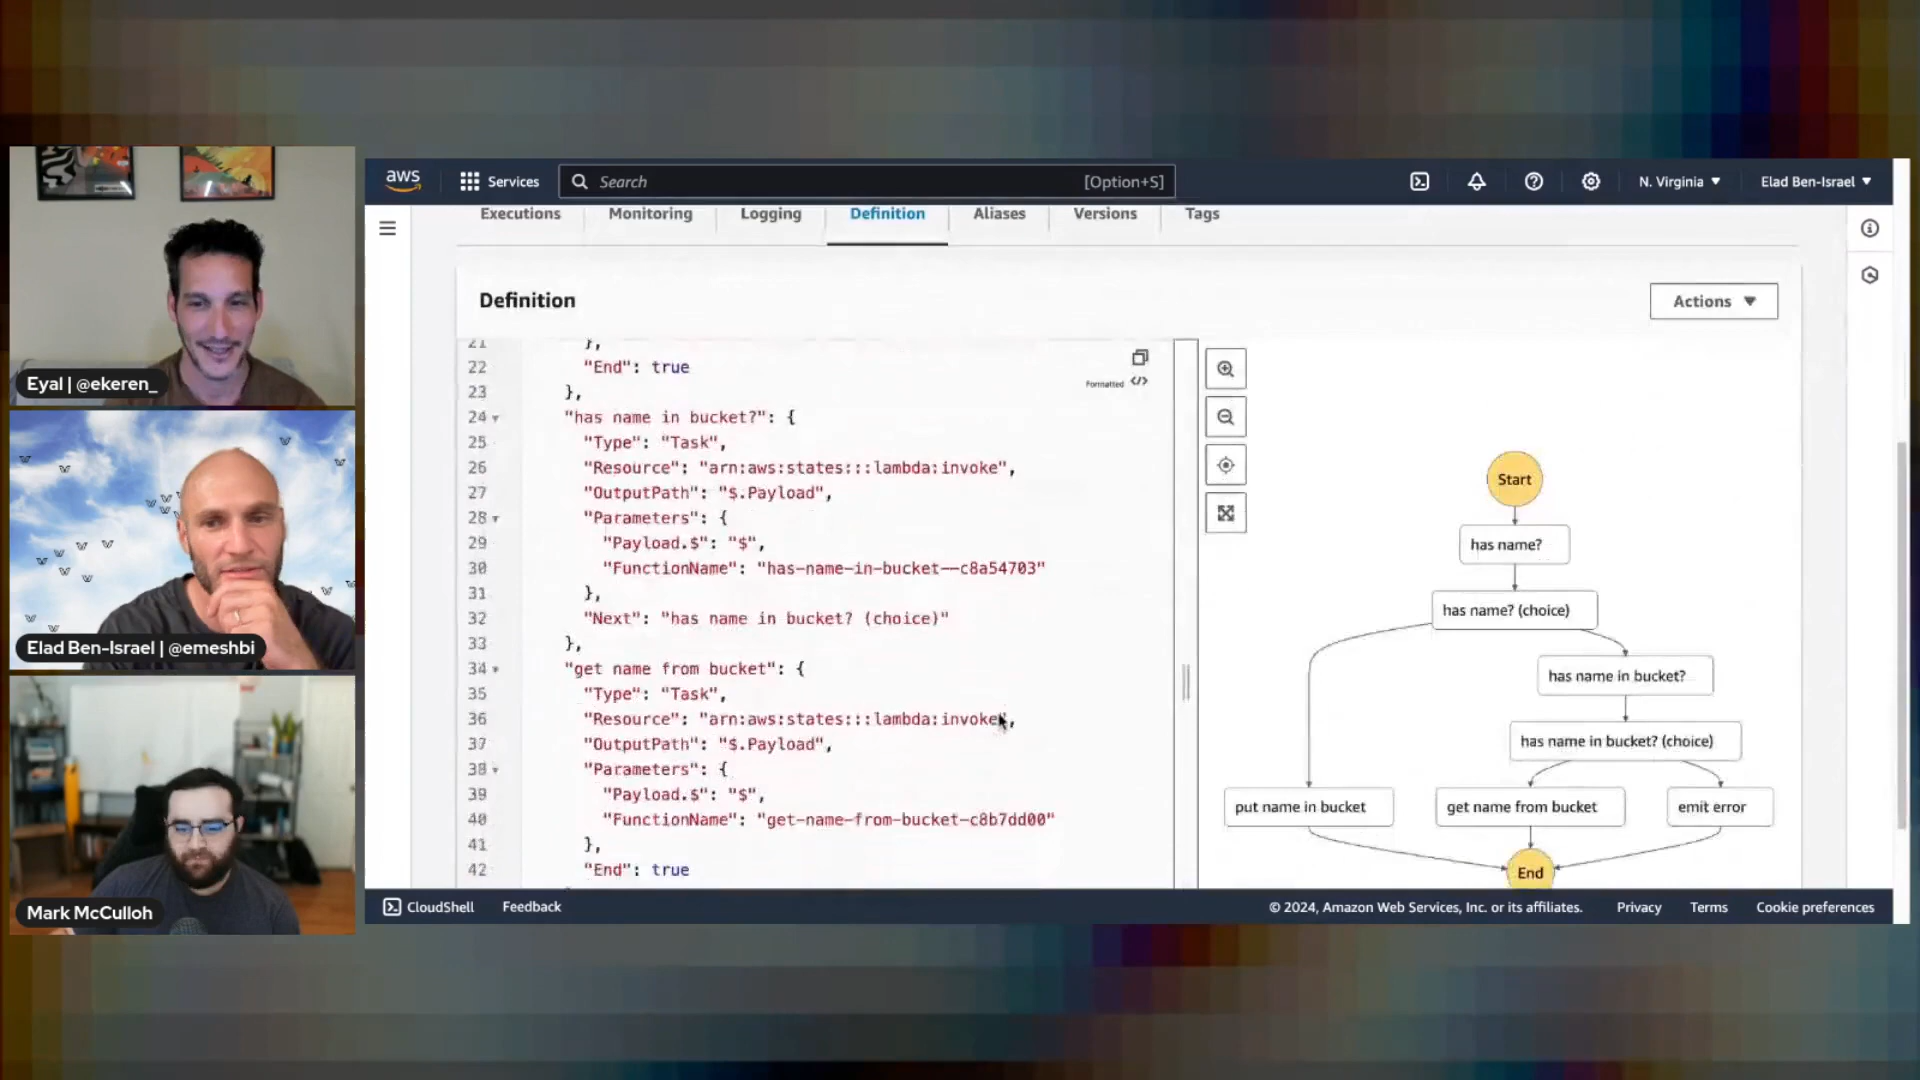 Eyal | @ekeren_
Elad Ben-Israel | @emeshbi
Mark McCulloh
aws
Services
Search
[Option+S]
N. Virginia ▼
Elad Ben-Israel ▼
Executions
Monitoring
Logging
Definition
Aliases
Versions
Tags
Definition
Actions ▼
Formatted </>
21 },
22 "End": true
23 },
24 "has name in bucket?": {
25 "Type": "Task",
26 "Resource": "arn:aws:states:::lambda:invoke",
27 "OutputPath": "$.Payload",
28 "Parameters": {
29 "Payload.$": "$",
30 "FunctionName": "has-name-in-bucket--c8a54703"
31 },
32 "Next": "has name in bucket? (choice)"
33 },
34 "get name from bucket": {
35 "Type": "Task",
36 "Resource": "arn:aws:states:::lambda:invoke",
37 "OutputPath": "$.Payload",
38 "Parameters": {
39 "Payload.$": "$",
40 "FunctionName": "get-name-from-bucket-c8b7dd00"
41 },
42 "End": true
Start
has name?
has name? (choice)
has name in bucket?
has name in bucket? (choice)
put name in bucket
get name from bucket
emit error
End
CloudShell
Feedback
© 2024, Amazon Web Services, Inc. or its affiliates.
Privacy
Terms
Cookie preferences